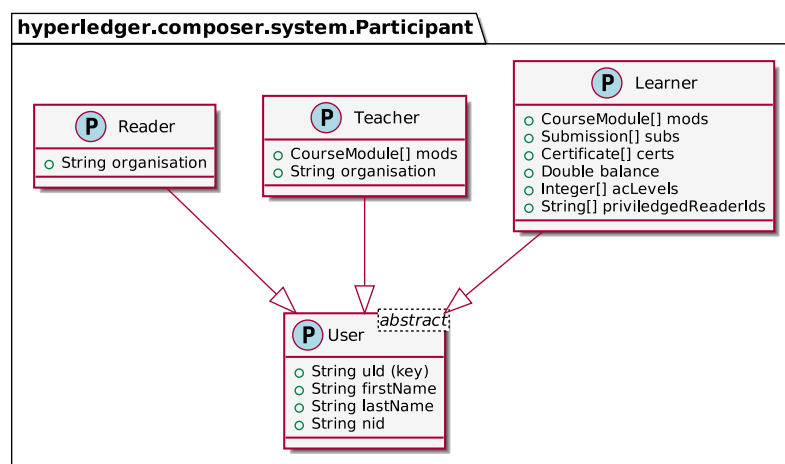 hyperledger.composer.system.Participant
P Reader
String organisation
P Teacher
CourseModule[] mods
String organisation
P Learner
CourseModule[] mods
Submission[] subs
Certificate[] certs
Double balance
Integer[] acLevels
String[] priviledgedReaderIds
P User abstract
String uId (key)
String firstName
String lastName
String nid